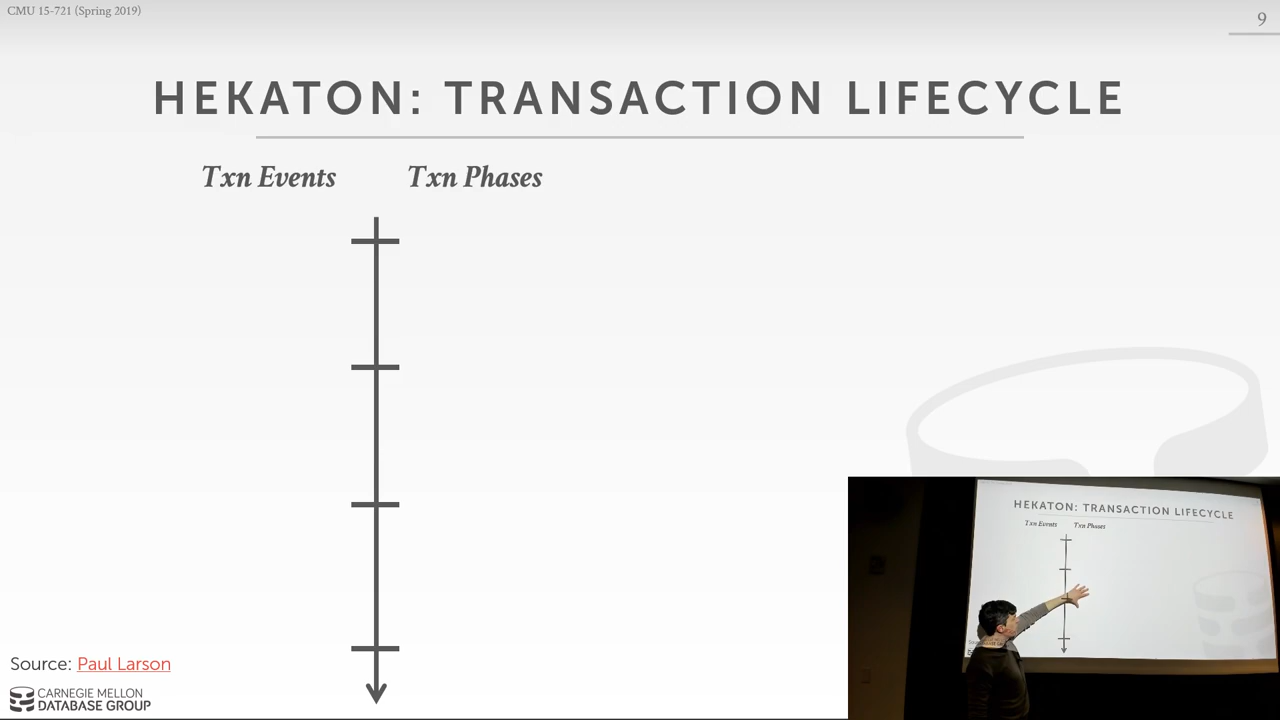 CMU 15-721 (Spring 2019)
9
HEKATON: TRANSACTION LIFECYCLE
Txn Events
Txn Phases
Source: Paul Larson
CARNEGIE MELLON
DATABASE GROUP
HEKATON: TRANSACTION LIFECYCLE
Txn Events
Txn Phases